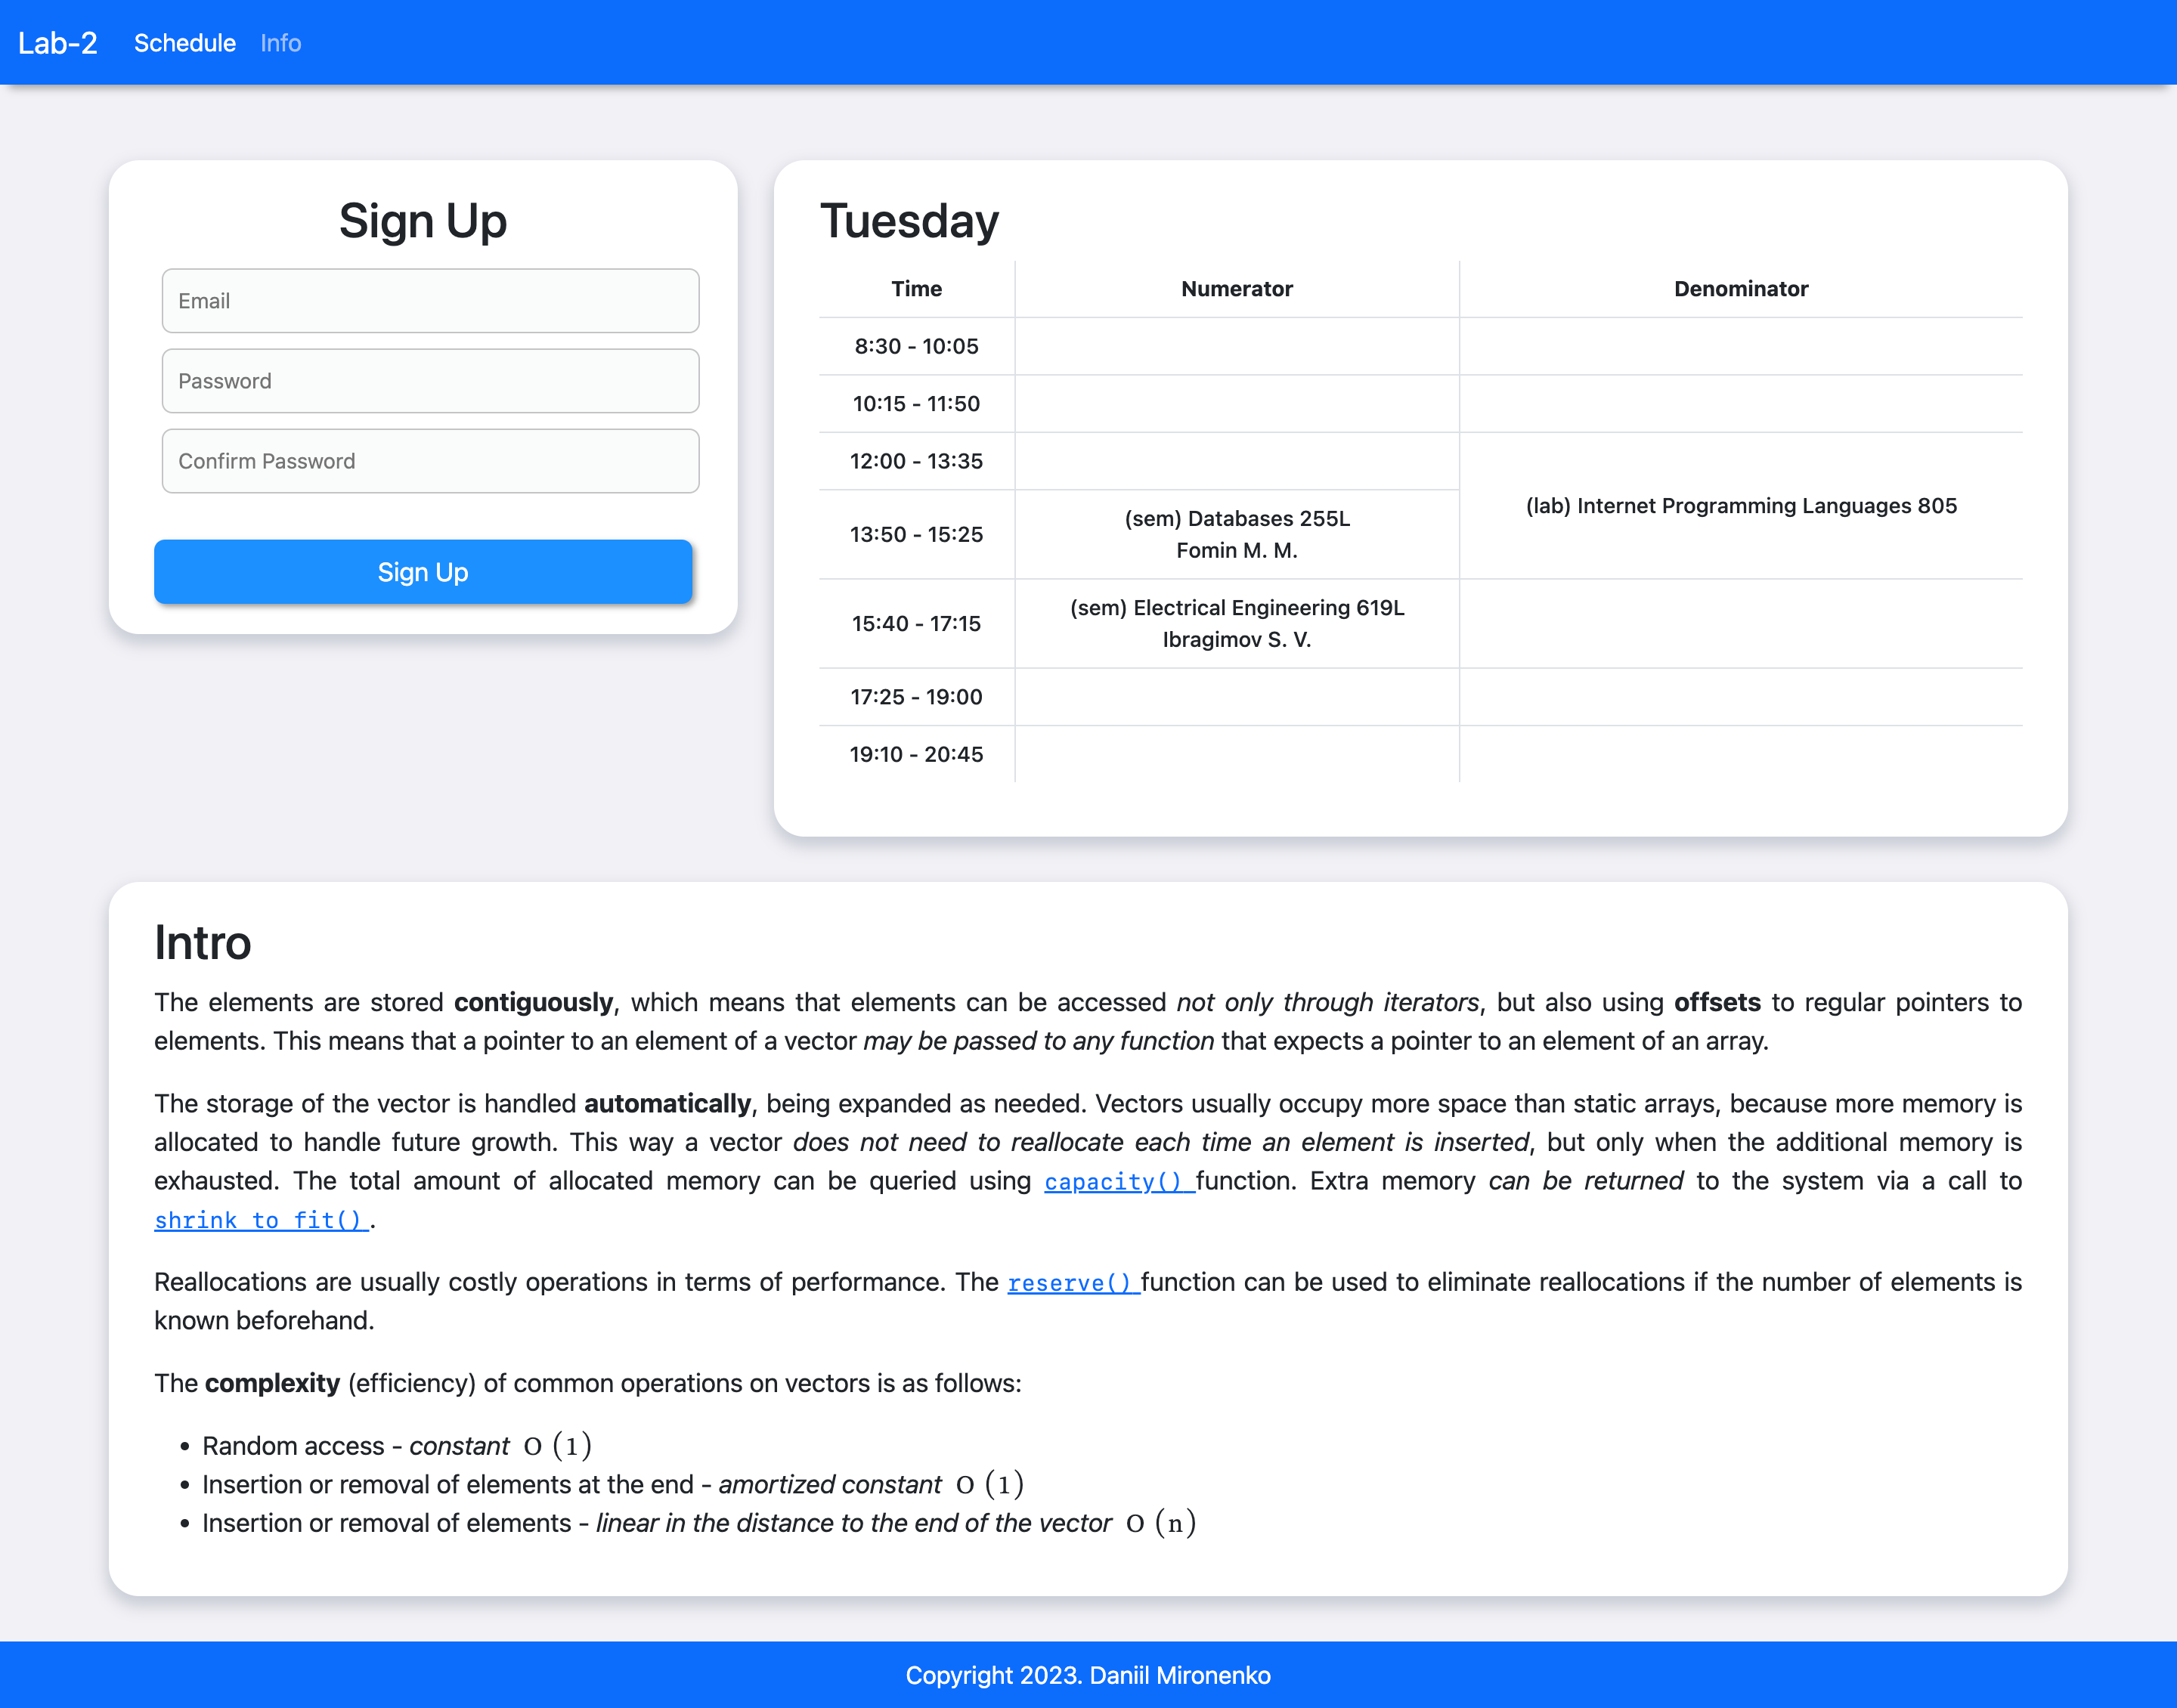 Lab-2 Schedule Info
Sign Up
Email
Password
Confirm Password
Sign Up
Tuesday
Time Numerator Denominator
8:30 - 10:05
10:15 - 11:50
12:00 - 13:35
(lab) Internet Programming Languages 805
13:50 - 15:25
(sem) Databases 255L
Fomin M. M.
15:40 - 17:15
(sem) Electrical Engineering 619L
Ibragimov S. V.
17:25 - 19:00
19:10 - 20:45
Intro
The elements are stored contiguously, which means that elements can be accessed not only through iterators, but also using offsets to regular pointers to
elements. This means that a pointer to an element of a vector may be passed to any function that expects a pointer to an element of an array.
The storage of the vector is handled automatically, being expanded as needed. Vectors usually occupy more space than static arrays, because more memory is
allocated to handle future growth. This way a vector does not need to reallocate each time an element is inserted, but only when the additional memory is
exhausted. The total amount of allocated memory can be queried using capacity() function. Extra memory can be returned to the system via a call to
shrink_to_fit() .
Reallocations are usually costly operations in terms of performance. The reserve() function can be used to eliminate reallocations if the number of elements is
known beforehand.
The complexity (efficiency) of common operations on vectors is as follows:
• Random access - constant O (1)
• Insertion or removal of elements at the end - amortized constant O (1)
• Insertion or removal of elements - linear in the distance to the end of the vector O (n)
Copyright 2023. Daniil Mironenko